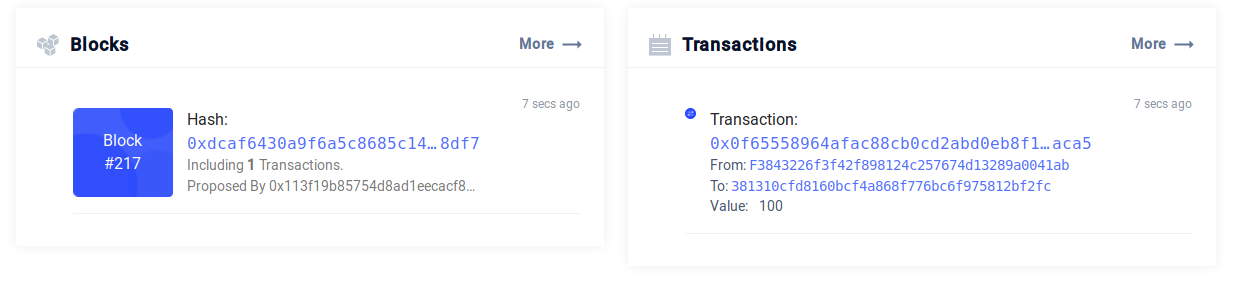 Blocks
More
7 secs ago
Block
#217
Hash:
0xdcaf6430a9f6a5c8685c14…8df7
Including 1 Transactions.
Proposed By 0x113f19b85754d8ad1eecacf8…
Transactions
More
7 secs ago
Transaction:
0x0f65558964afac88cb0cd2abd0eb8f1…aca5
From: F3843226f3f42f898124c257674d13289a0041ab
To: 381310cfd8160bcf4a868f776bc6f975812bf2fc
Value: 100